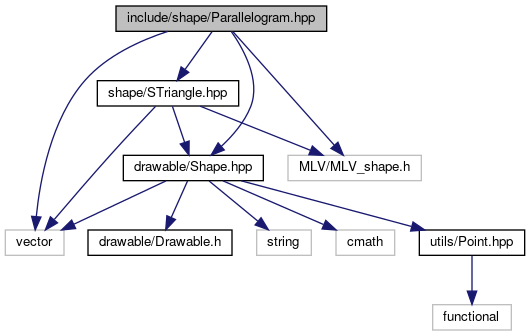 include/shape/Parallelogram.hpp
shape/STriangle.hpp
drawable/Shape.hpp
MLV/MLV_shape.h
vector
drawable/Drawable.h
string
cmath
utils/Point.hpp
functional